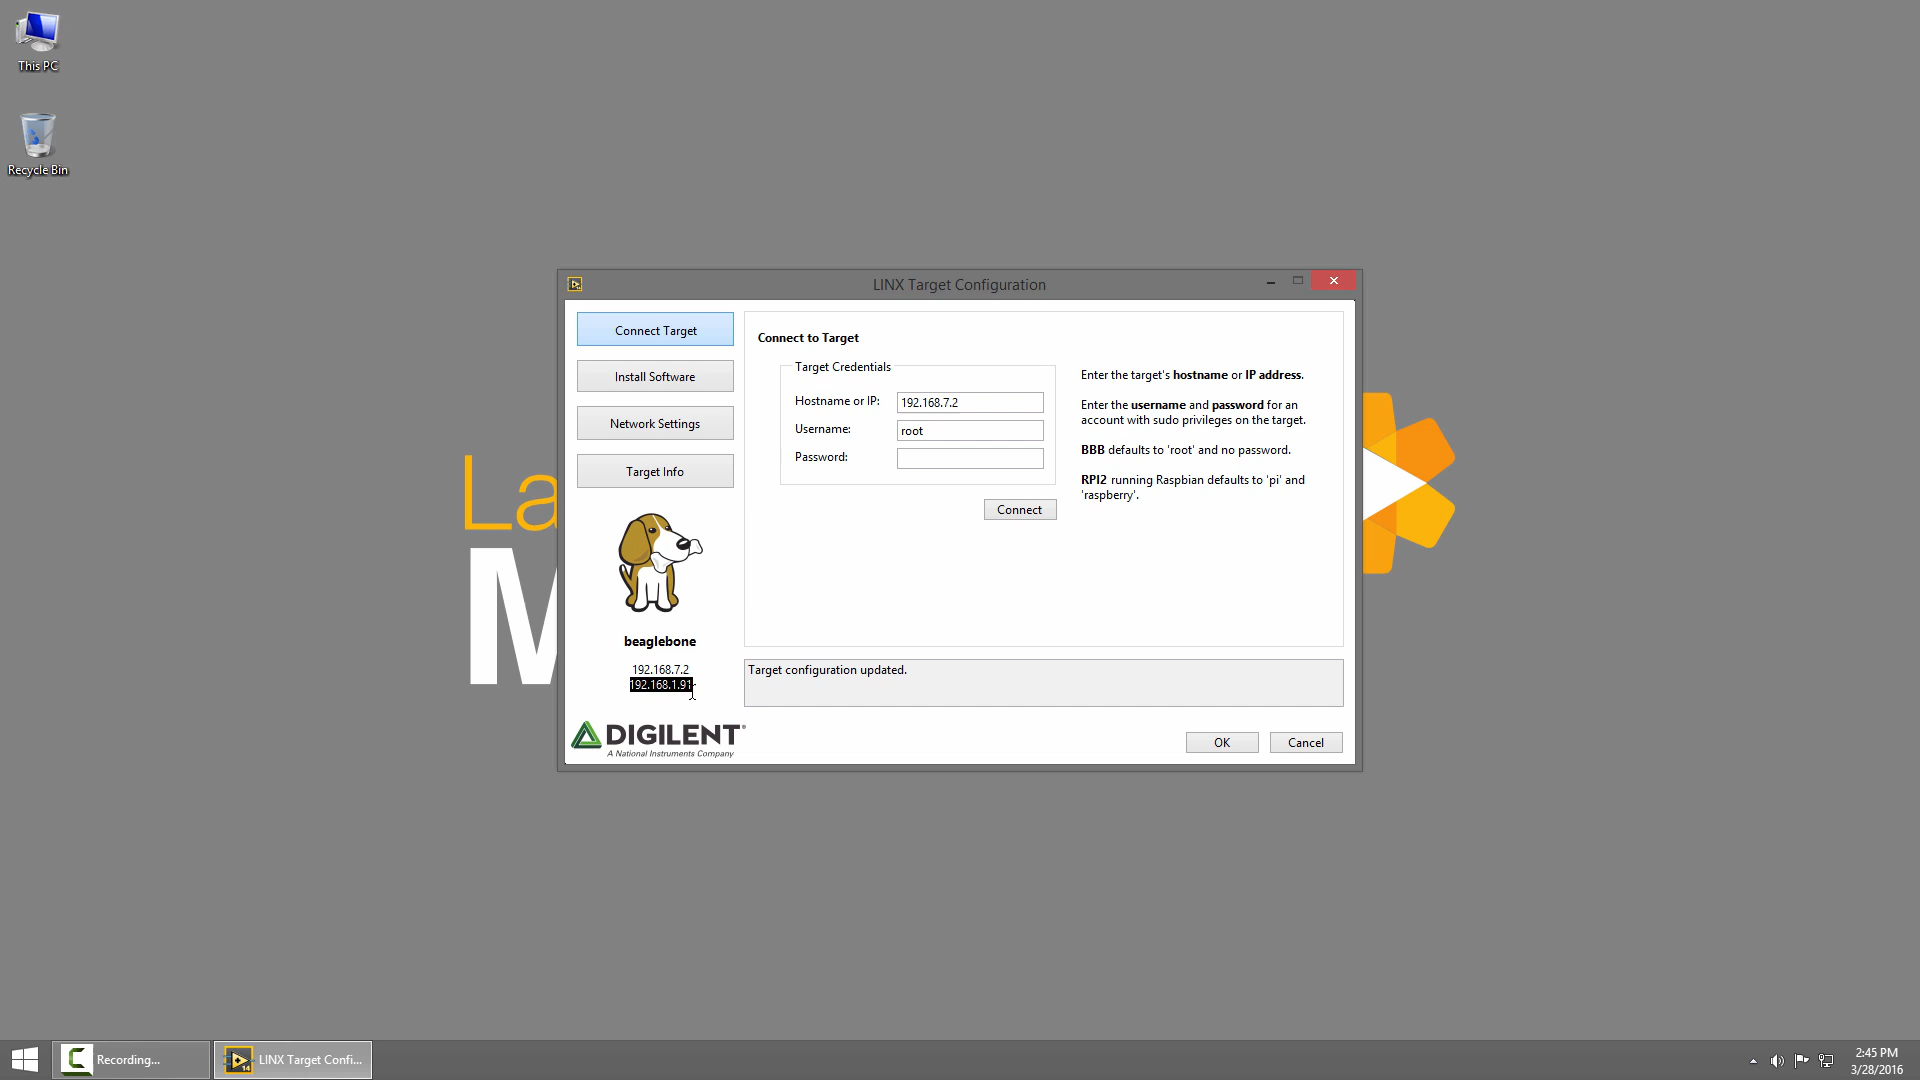 This PC
Recycle Bin
La
M
LINX Target Configuration
Connect Target
Install Software
Network Settings
Target Info
beaglebone
192.168.7.2
192.168.1.91
DIGILENT®
A National Instruments Company
Connect to Target
Target Credentials
Hostname or IP: 192.168.7.2
Username: root
Password:
Connect
Enter the target's hostname or IP address.
Enter the username and password for an
account with sudo privileges on the target.
BBB defaults to 'root' and no password.
RPI2 running Raspbian defaults to 'pi' and
'raspberry'.
Target configuration updated.
OK
Cancel
Recording...
14
LINX Target Confi...
2:45 PM
3/28/2016